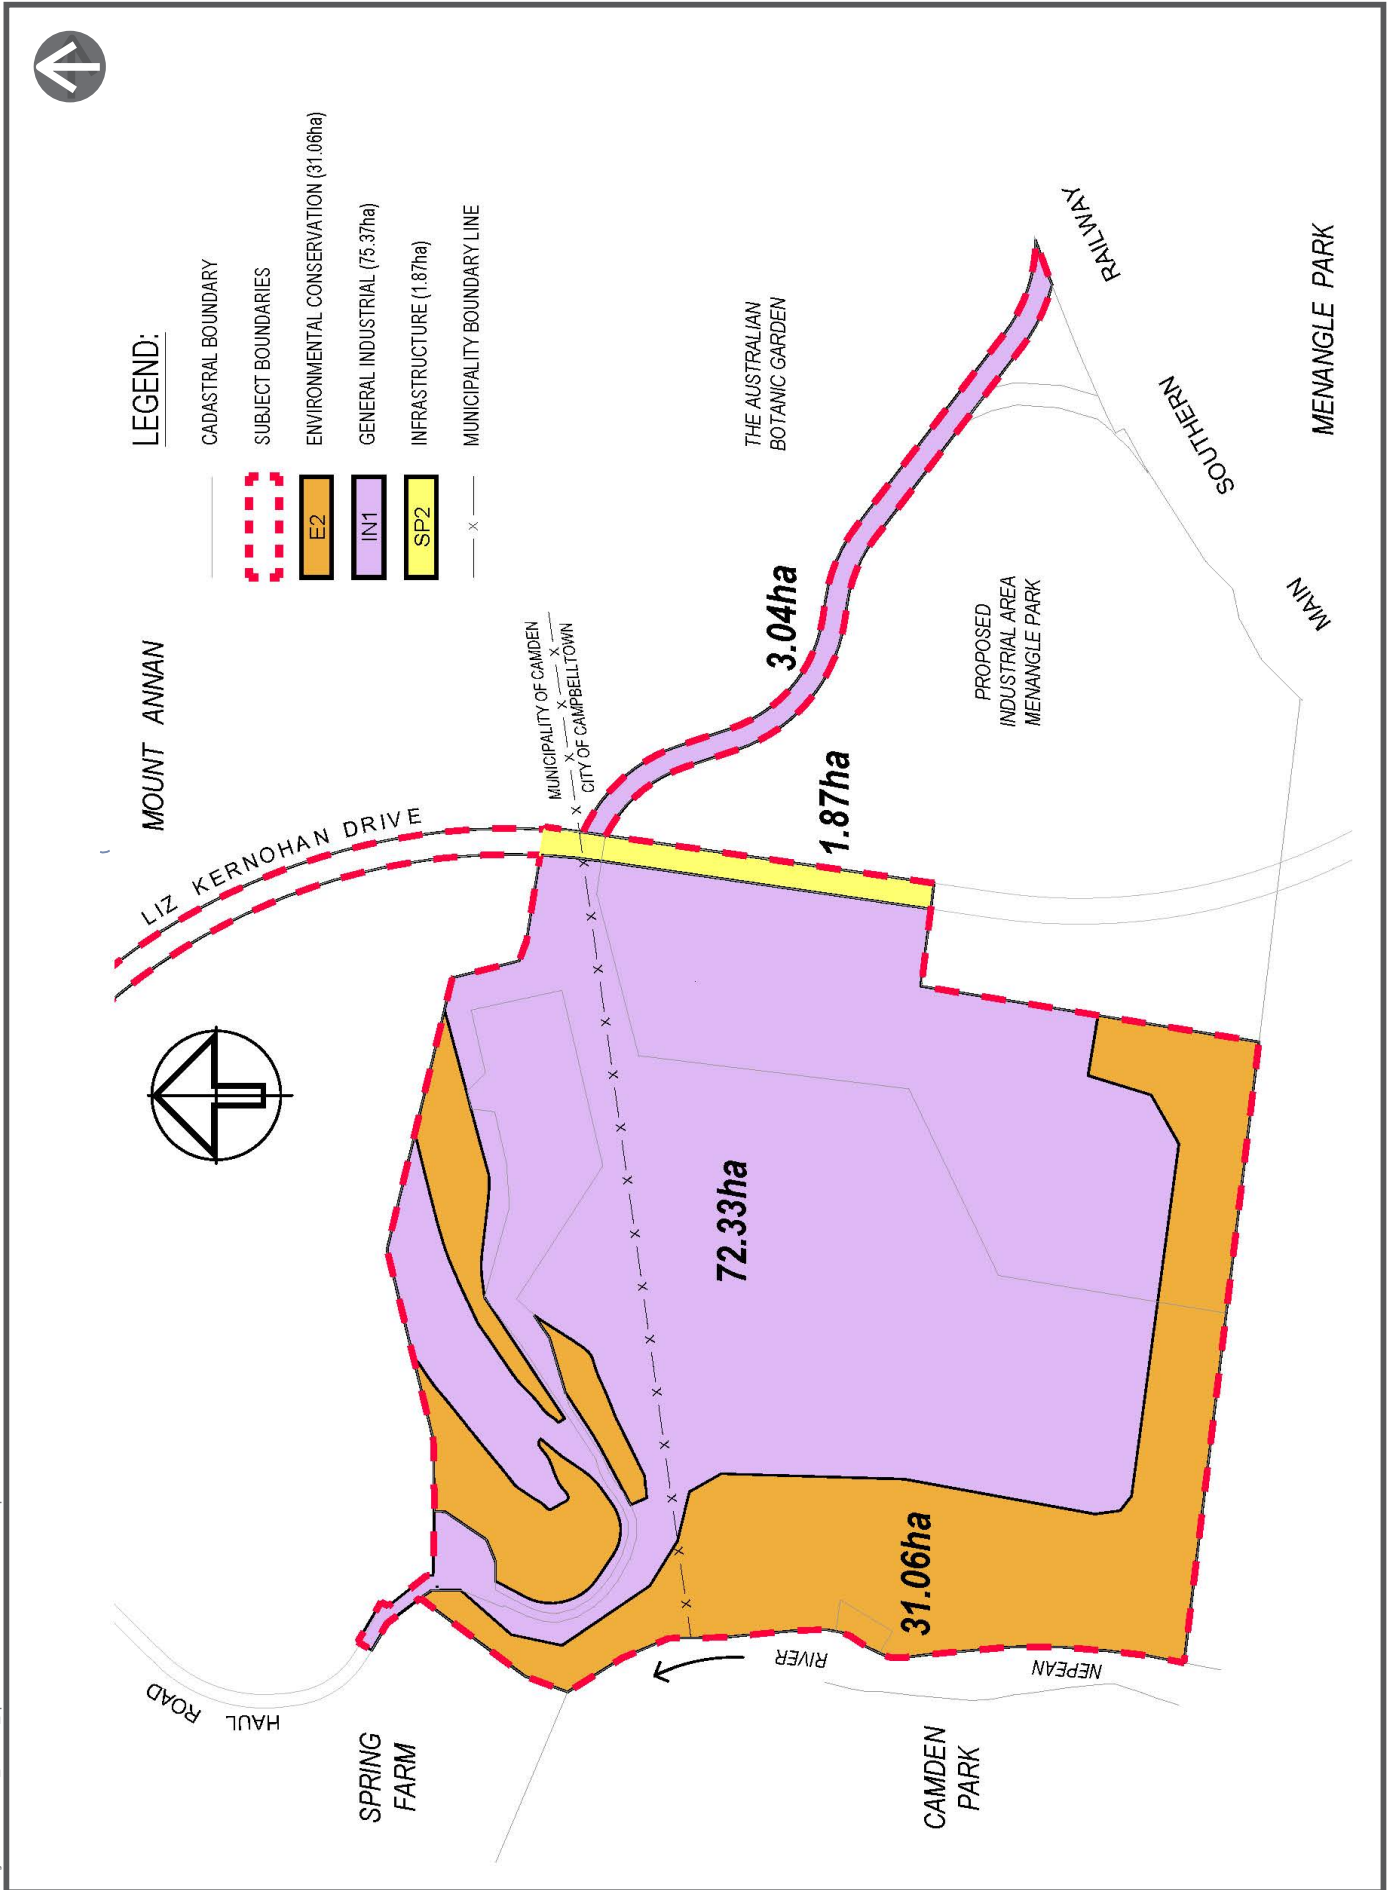 LEGEND:
CADASTRAL BOUNDARY
SUBJECT BOUNDARIES
E2
ENVIRONMENTAL CONSERVATION (31.06ha)
IN1
GENERAL INDUSTRIAL (75.37ha)
SP2
INFRASTRUCTURE (1.87ha)
x
MUNICIPALITY BOUNDARY LINE
MOUNT ANNAN
LIZ KERNOHAN DRIVE
MUNICIPALITY OF CAMDEN
CITY OF CAMPBELLTOWN
THE AUSTRALIAN
BOTANIC GARDEN
3.04ha
1.87ha
PROPOSED
INDUSTRIAL AREA
MENANGLE PARK
SOUTHERN
RAILWAY
MAIN
MENANGLE PARK
72.33ha
31.06ha
HAUL
ROAD
SPRING
FARM
NEPEAN
RIVER
CAMDEN
PARK